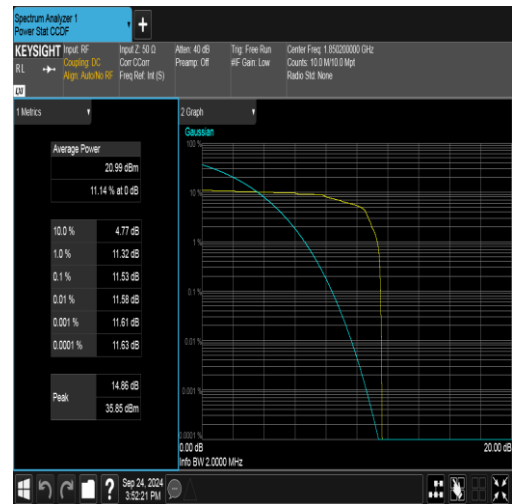 Spectrum Analyzer 1
Power Stat CCDF
KEYSIGHT
RL
LXI
Input: RF
Coupling: DC
Align: Auto/No RF
Input Z: 50 Ω
Corr CCorr
Freq Ref: Int (S)
Atten: 40 dB
Preamp: Off
Trig: Free Run
#IF Gain: Low
Center Freq: 1.850200000 GHz
Counts: 10.0 M/10.0 Mpt
Radio Std: None
1 Metrics
Average Power
20.99 dBm
11.14 % at 0 dB
10.0 % 4.77 dB
1.0 % 11.32 dB
0.1 % 11.53 dB
0.01 % 11.58 dB
0.001 % 11.61 dB
0.0001 % 11.63 dB
Peak 14.86 dB
35.85 dBm
2 Graph
Gaussian
100 %
10 %
1 %
0.1 %
0.01 %
0.001 %
0.0001 %
0.00 dB 20.00 dB
Info BW 2.0000 MHz
Sep 24, 2024
3:52:21 PM